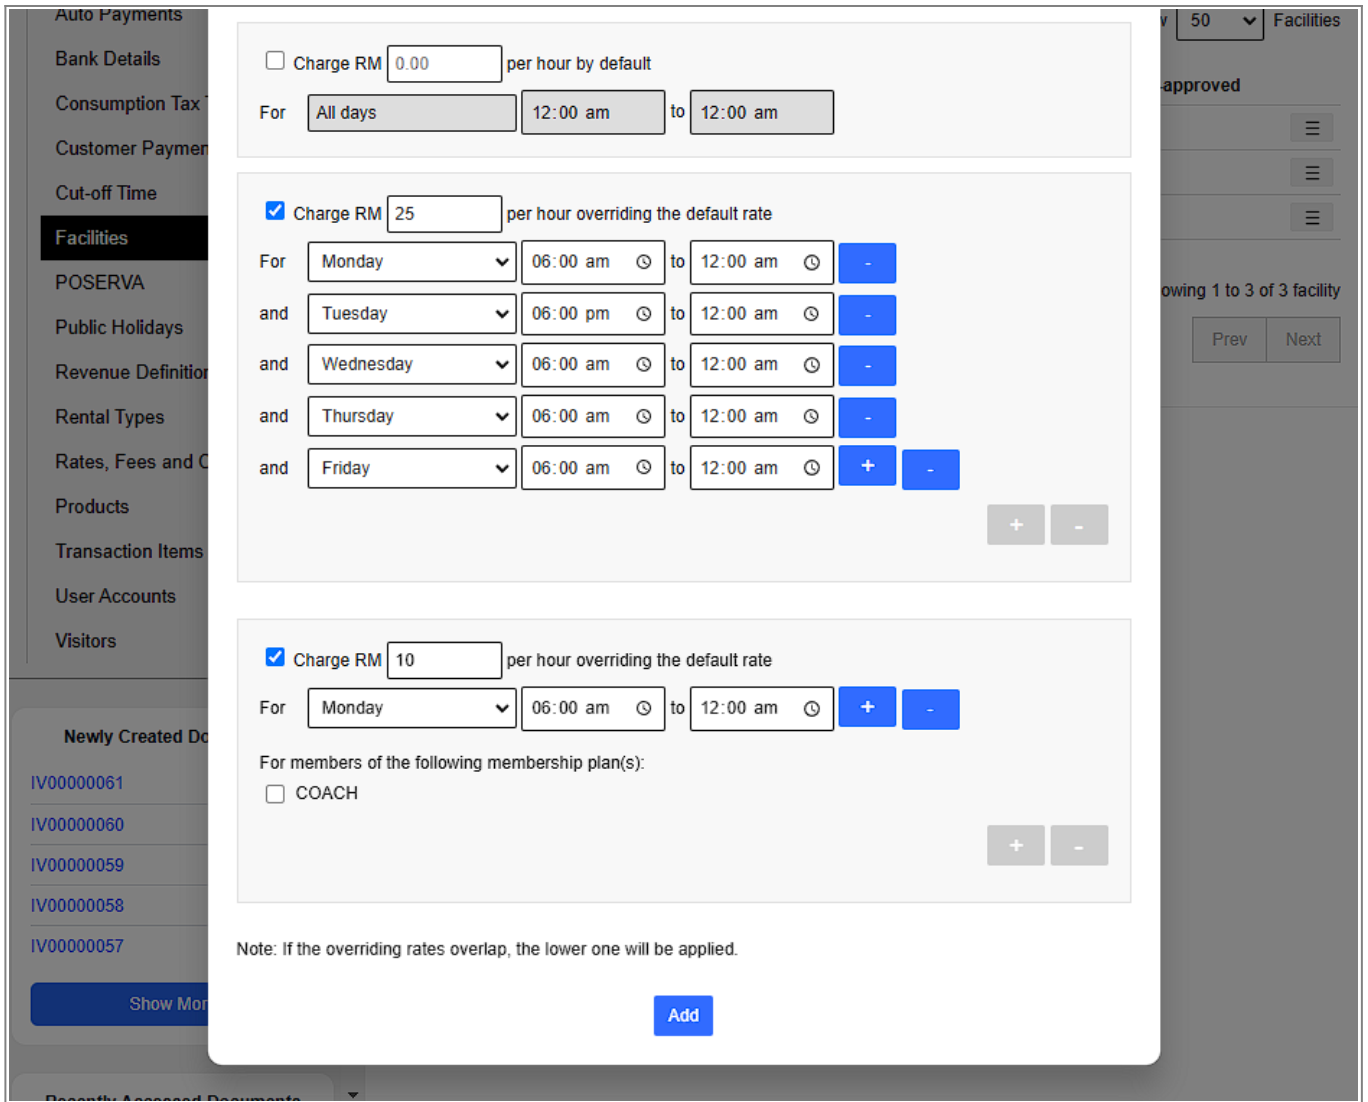 Auto Payments
Bank Details
Consumption Tax
Customer Paymen
Cut-off Time
Facilities
POSERVA
Public Holidays
Revenue Definition
Rental Types
Rates, Fees and
Products
Transaction Items
User Accounts
Visitors
Newly Created Do
IV00000061
IV00000060
IV00000059
IV00000058
IV00000057
Show Mor
Recently Accessed Documents
Charge RM 0.00 per hour by default
For All days 12:00 am to 12:00 am
Charge RM 25 per hour overriding the default rate
For Monday 06:00 am to 12:00 am -
and Tuesday 06:00 pm to 12:00 am -
and Wednesday 06:00 am to 12:00 am -
and Thursday 06:00 am to 12:00 am -
and Friday 06:00 am to 12:00 am + -
+ -
Charge RM 10 per hour overriding the default rate
For Monday 06:00 am to 12:00 am + -
For members of the following membership plan(s):
COACH
+ -
Note: If the overriding rates overlap, the lower one will be applied.
Add
50 Facilities
-approved
owing 1 to 3 of 3 facility
Prev Next